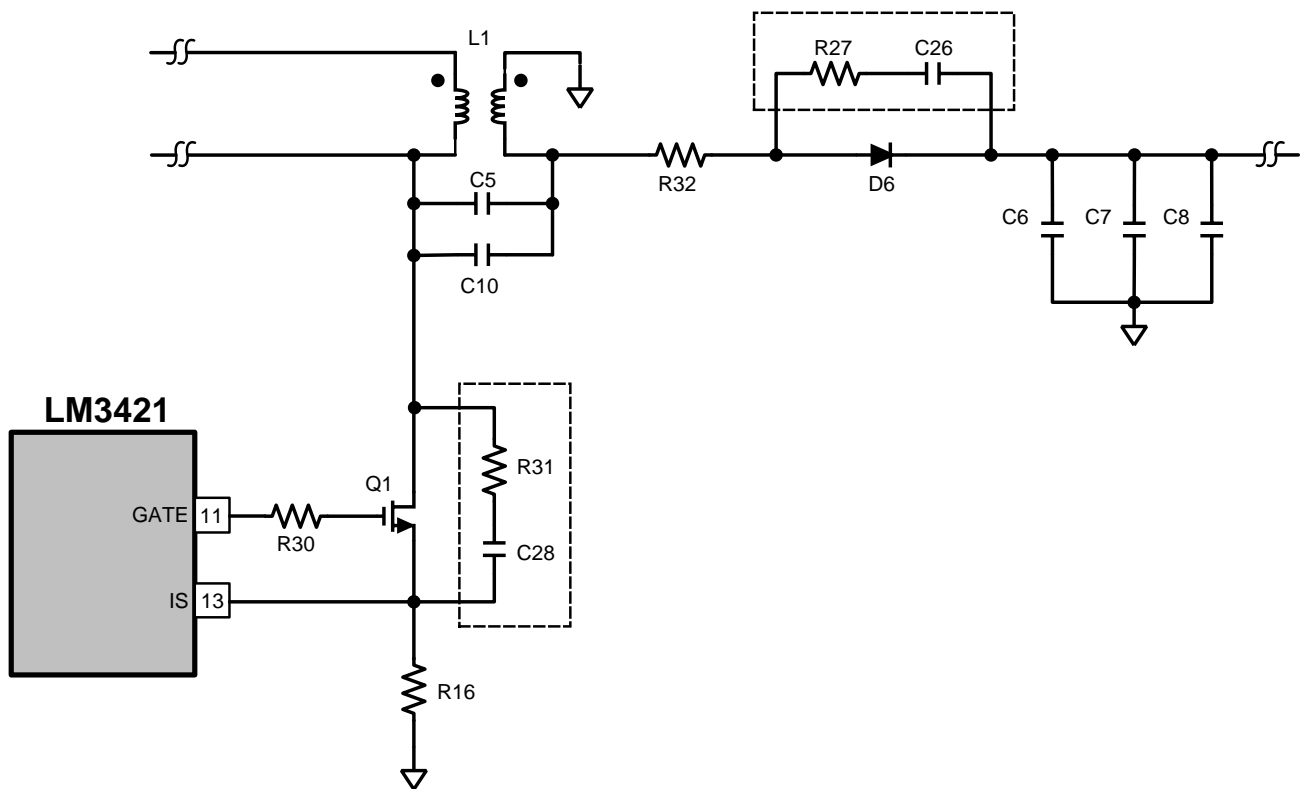 L1
R27
C26
C5
R32
D6
C6
C7
C8
C10
LM3421
R31
Q1
GATE 11
R30
C28
IS 13
R16